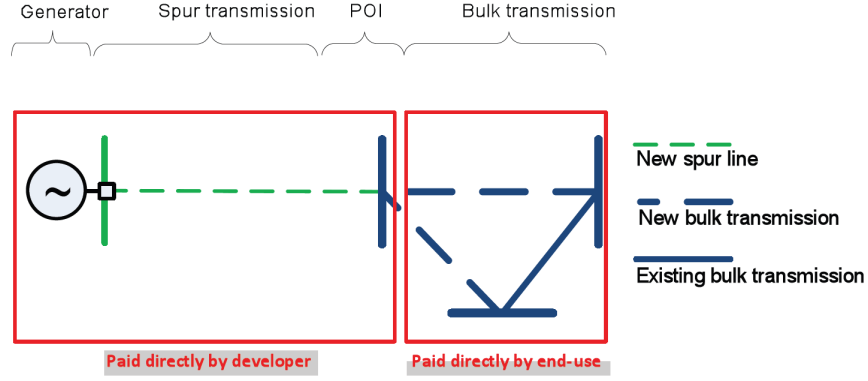 Generator Spur transmission POI Bulk transmission
~
New spur line
New bulk transmission
Existing bulk transmission
Paid directly by developer Paid directly by end-use